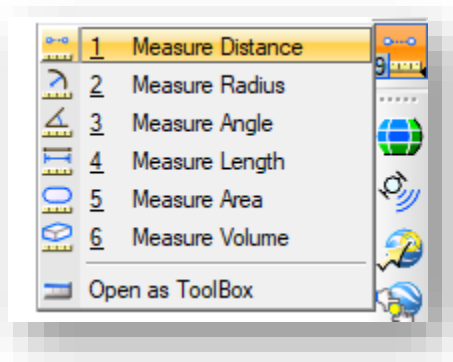 1 Measure Distance
9
2 Measure Radius
3 Measure Angle
4 Measure Length
5 Measure Area
6 Measure Volume
Open as ToolBox